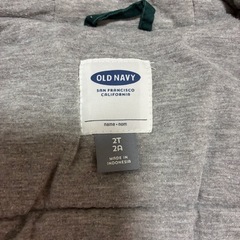 OLD NAVY
SAN FRANCISCO
CALIFORNIA
name • nom
2T
2A
MADE IN
INDONESIA